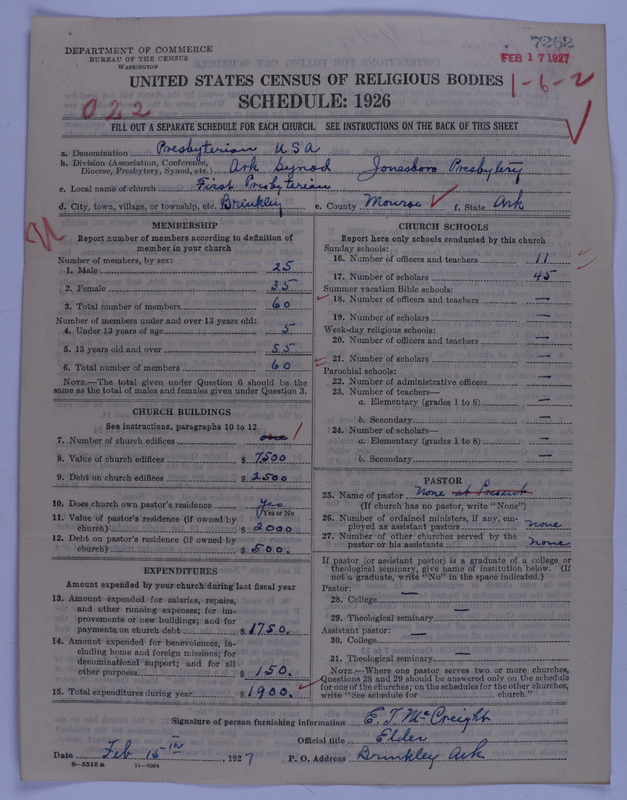 7262
FEB 17 1927
DEPARTMENT OF COMMERCE
BUREAU OF THE CENSUS
WASHINGTON
UNITED STATES CENSUS OF RELIGIOUS BODIES
1-6-2
SCHEDULE: 1926
022
FILL OUT A SEPARATE SCHEDULE FOR EACH CHURCH. SEE INSTRUCTIONS ON THE BACK OF THIS SHEET
a. Denomination Presbyterian USA
b. Division (Association, Conference, Diocese, Presbytery, Synod, etc.) Ark Synod Jonesboro Presbytery
c. Local name of church First Presbyterian
d. City, town, village, or township, etc. Brinkley e. County Monroe f. State Ark
MEMBERSHIP
Report number of members according to definition of
member in your church
Number of members, by sex:
1. Male 25
2. Female 35
3. Total number of members 60
Number of members under and over 13 years old:
4. Under 13 years of age 5
5. 13 years old and over 55
6. Total number of members 60
NOTE.—The total given under Question 6 should be the
same as the total of males and females given under Question 3.
CHURCH BUILDINGS
See instructions, paragraphs 10 to 12
7. Number of church edifices one 1
8. Value of church edifices $ 7500
9. Debt on church edifices $ 2500
10. Does church own pastor's residence Yes
(Yes or No
11. Value of pastor's residence (if owned by
church) $ 2000
12. Debt on pastor's residence (if owned by
church) $ 500.
EXPENDITURES
Amount expended by your church during last fiscal year
13. Amount expended for salaries, repairs,
and other running expenses; for im-
provements or new buildings; and for
payments on church debt $ 1750.
14. Amount expended for benevolences, in-
cluding home and foreign missions; for
denominational support; and for all
other purposes $ 150.
15. Total expenditures during year $ 1900.
CHURCH SCHOOLS
Report here only schools conducted by this church
Sunday schools:
16. Number of officers and teachers 11
17. Number of scholars 45
Summer vacation Bible schools:
18. Number of officers and teachers —
19. Number of scholars —
Week-day religious schools:
20. Number of officers and teachers —
21. Number of scholars —
Parochial schools:
22. Number of administrative officers —
23. Number of teachers—
a. Elementary (grades 1 to 8) —
b. Secondary —
24. Number of scholars—
a. Elementary (grades 1 to 8) —
b. Secondary —
PASTOR
25. Name of pastor None at Present
(If church has no pastor, write "None")
26. Number of ordained ministers, if any, em-
ployed as assistant pastors none
27. Number of other churches served by the
pastor or his assistants none
If pastor (or assistant pastor) is a graduate of a college or
theological seminary, give name of institution below. (If
not a graduate, write "No" in the space indicated.)
Pastor:
28. College —
29. Theological seminary —
Assistant pastor:
30. College —
31. Theological seminary —
NOTE.—Where one pastor serves two or more churches,
Questions 28 and 29 should be answered only on the schedule
for one of the churches; on the schedules for the other churches,
write "See schedule for church."
Signature of person furnishing information E. T. McCreight
Official title Elder
Date Feb 15th, 1927 P. O. Address Brinkley Ark
8-5516 a 11-9054